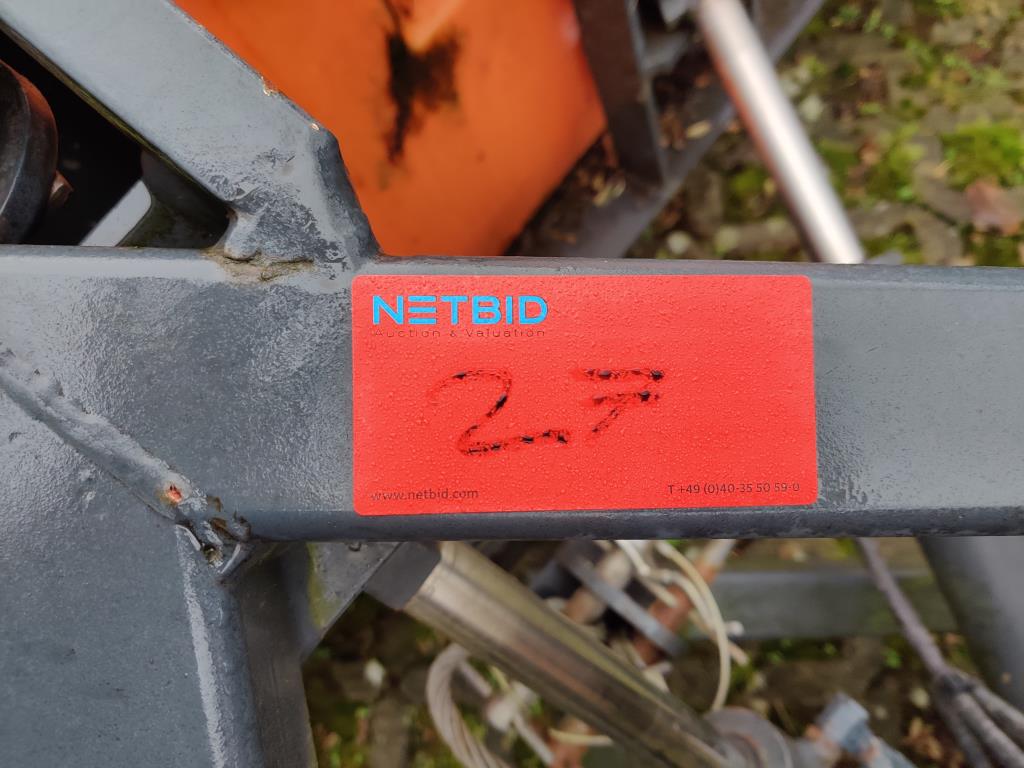 NETBID
Auction & Valuation
27
www.netbid.com
T +49 (0)40-35 50 59-0